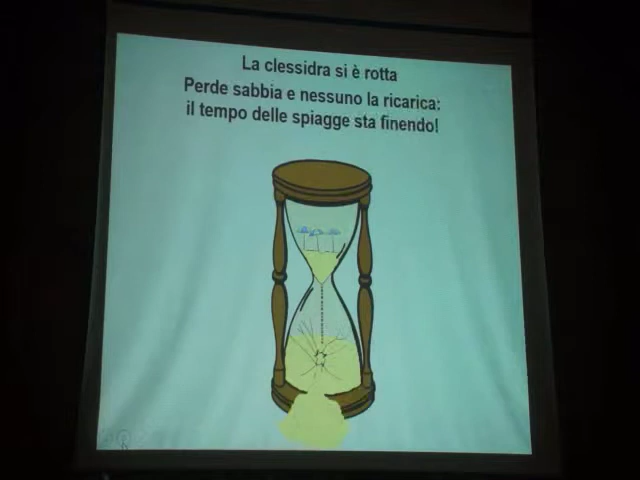 La clessidra si è rotta
Perde sabbia e nessuno la ricarica:
il tempo delle spiagge sta finendo!